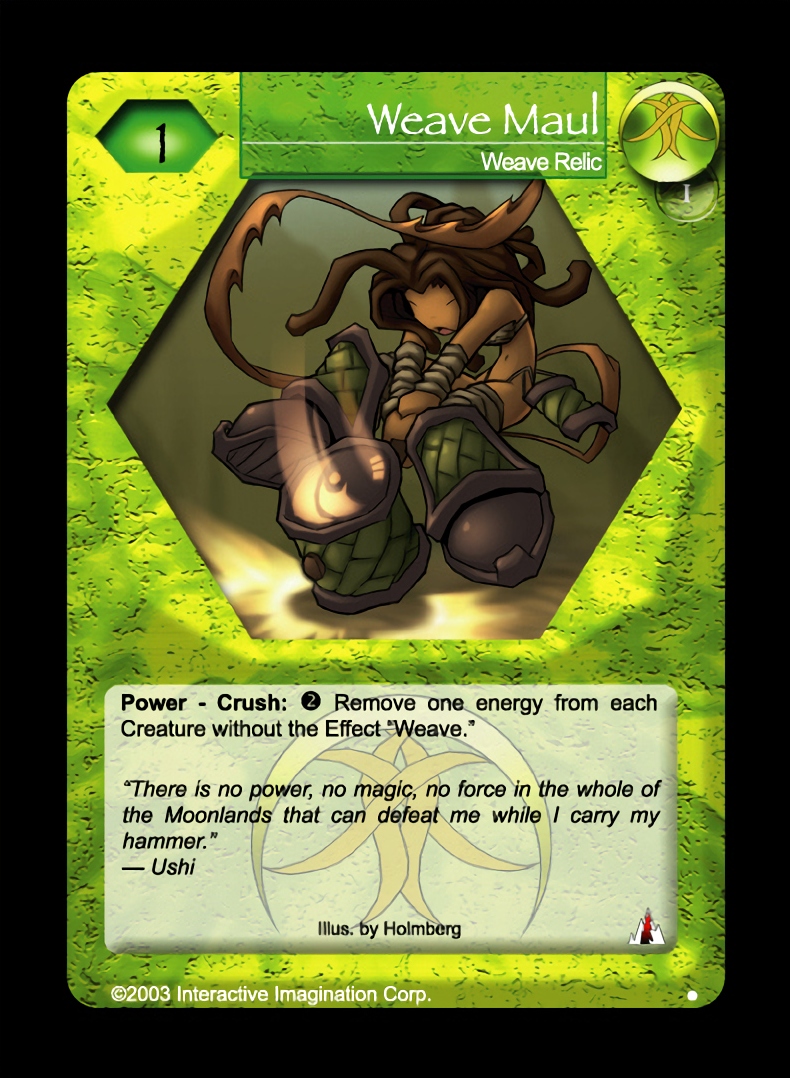 1
Weave Maul
Weave Relic
I
Power - Crush: ❷ Remove one energy from each
Creature without the Effect “Weave.”
“There is no power, no magic, no force in the whole of
the Moonlands that can defeat me while I carry my
hammer.”
— Ushi
Illus. by Holmberg
©2003 Interactive Imagination Corp.